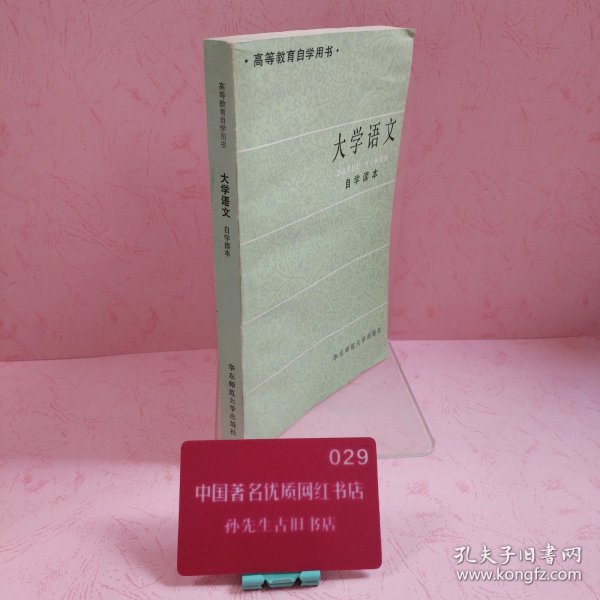 ·高等教育自学用书·
大学语文
DAXUE YUWEN
自学读本
华东师范大学出版社
高等教育自学用书
大学语文
自学读本
华东师范大学出版社
029
中国著名优质网红书店
孙先生古旧书店
孔夫子旧书网
www.kongfz.com